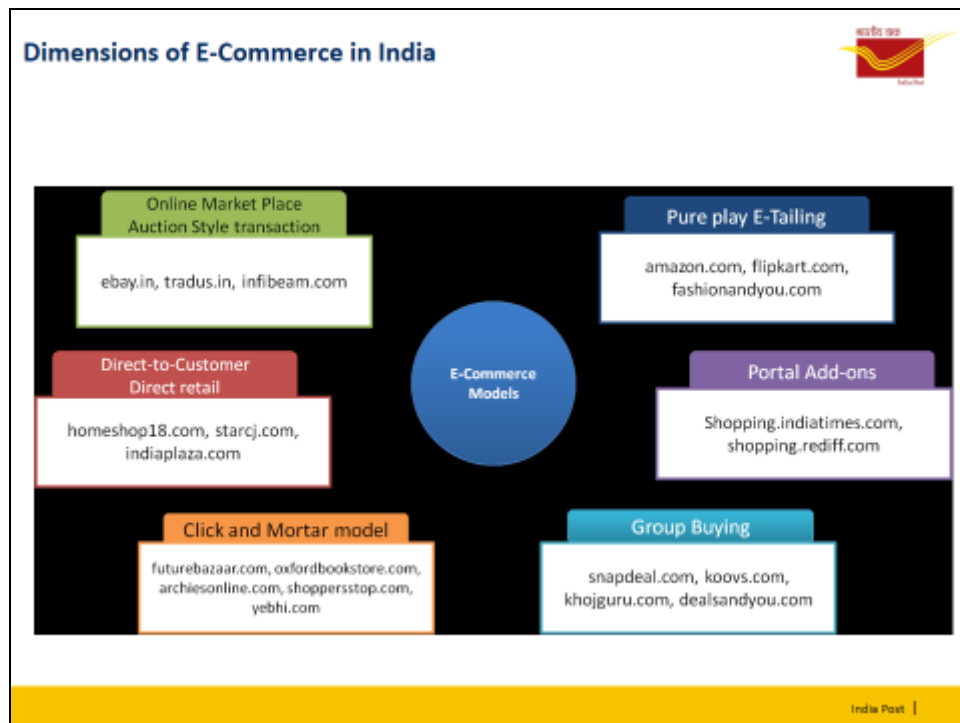 Dimensions of E-Commerce in India
भारतीय डाक
India Post
Online Market Place
Auction Style transaction
ebay.in, tradus.in, infibeam.com
Pure play E-Tailing
amazon.com, flipkart.com,
fashionandyou.com
Direct-to-Customer
Direct retail
homeshop18.com, starcj.com,
indiaplaza.com
E-Commerce
Models
Portal Add-ons
Shopping.indiatimes.com,
shopping.rediff.com
Click and Mortar model
futurebazaar.com, oxfordbookstore.com,
archiesonline.com, shoppersstop.com,
yebhi.com
Group Buying
snapdeal.com, koovs.com,
khojguru.com, dealsandyou.com
India Post |